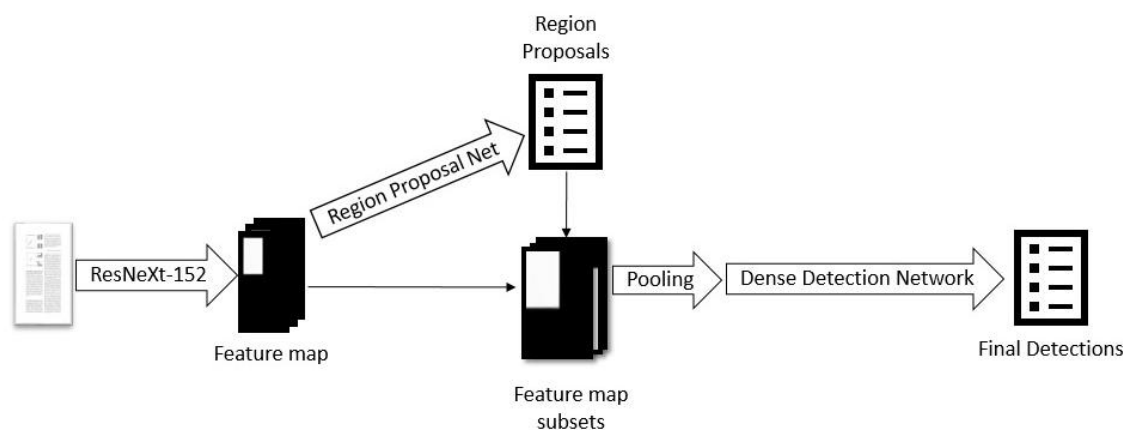 Region
Proposals
Region Proposal Net
ResNeXt-152
Feature map
Pooling
Dense Detection Network
Feature map
subsets
Final Detections